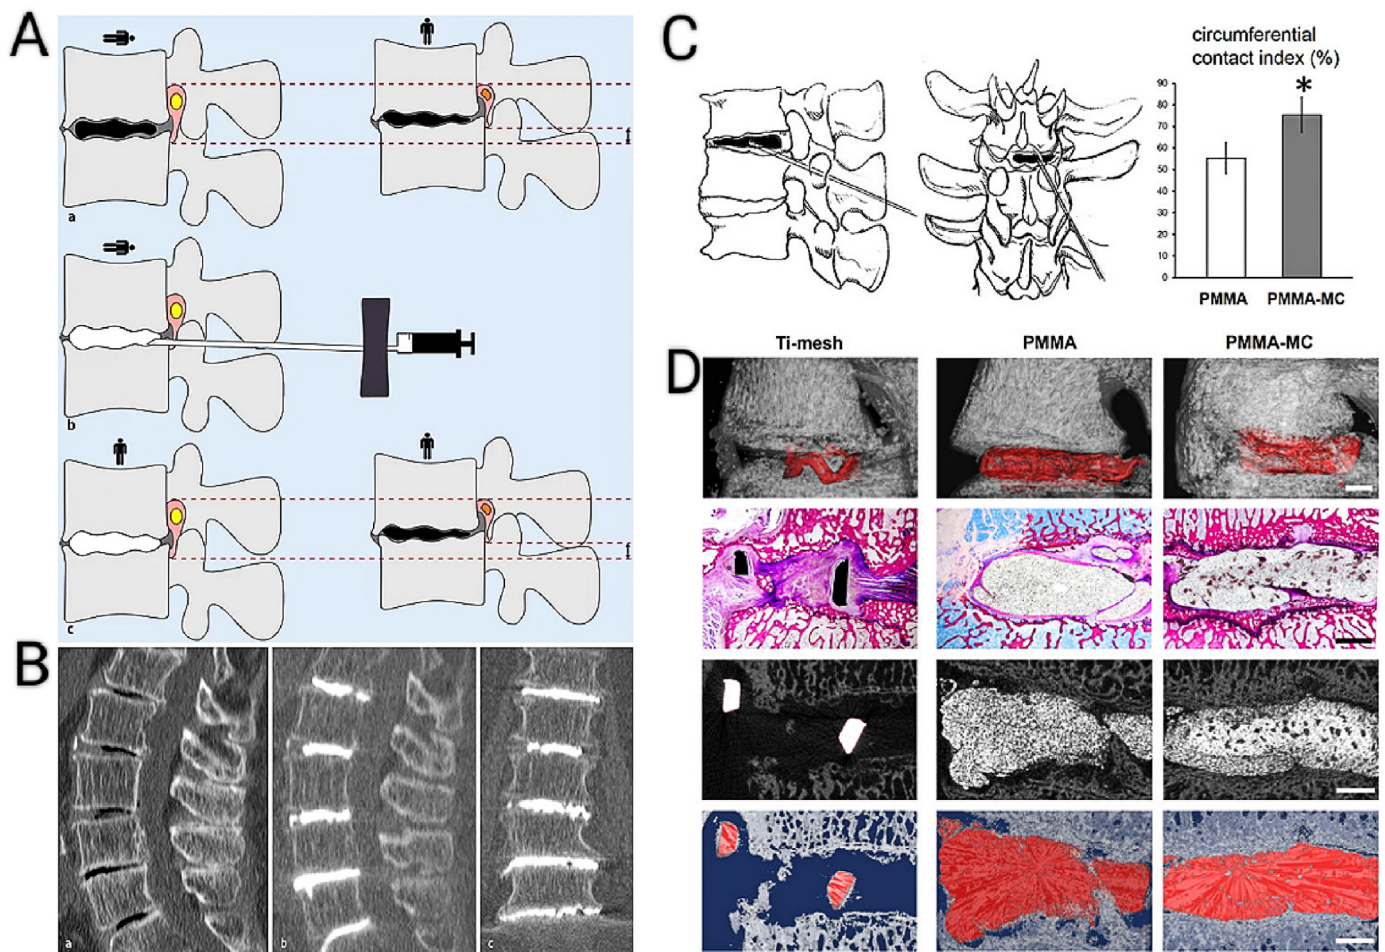 A
a
t
b
c
t
B
a
b
c
C
circumferential
contact index (%)
*
90
80
70
60
50
40
30
20
10
0
PMMA PMMA-MC
D
Ti-mesh PMMA PMMA-MC